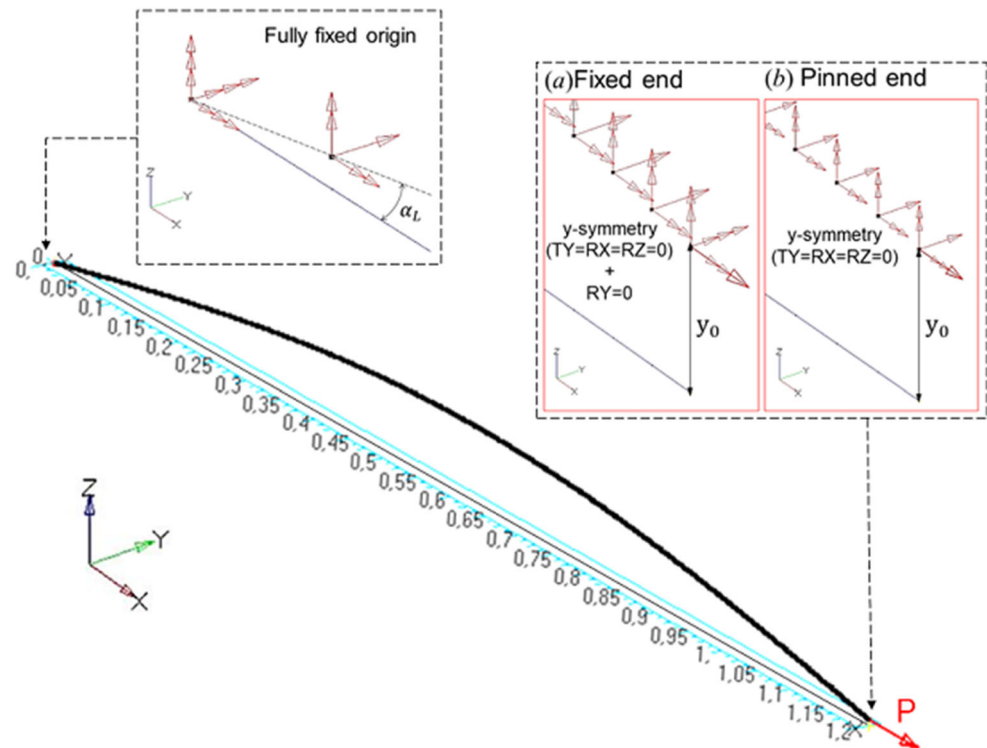 Fully fixed origin
Z
Y
X
α_L
(a) Fixed end
(b) Pinned end
y-symmetry
(TY=RX=RZ=0)
+
RY=0
y₀
Z
Y
X
y-symmetry
(TY=RX=RZ=0)
y₀
Z
Y
X
0,
0,
0,05
0,1
0,15
0,2
0,25
0,3
0,35
0,4
0,45
0,5
0,55
0,6
0,65
0,7
0,75
0,8
0,85
0,9
0,95
1,
1,05
1,1
1,15
1,2
X
Y
Z
Y
X
P